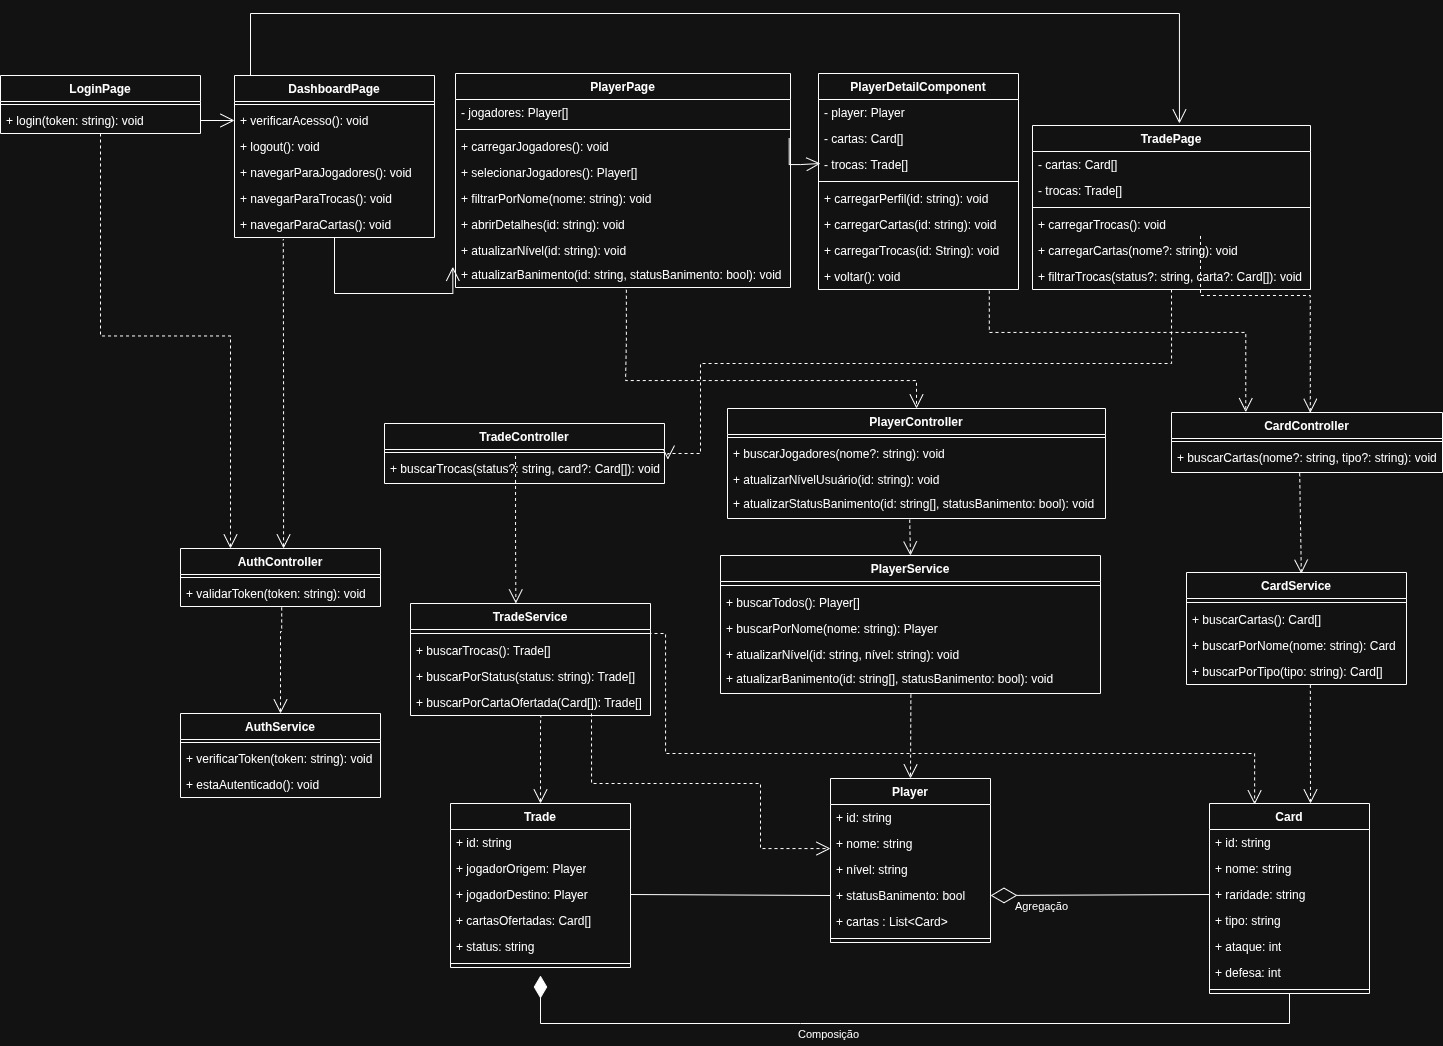 LoginPage
+ login(token: string): void
DashboardPage
+ verificarAcesso(): void
+ logout(): void
+ navegarParaJogadores(): void
+ navegarParaTrocas(): void
+ navegarParaCartas(): void
PlayerPage
- jogadores: Player[]
+ carregarJogadores(): void
+ selecionarJogadores(): Player[]
+ filtrarPorNome(nome: string): void
+ abrirDetalhes(id: string): void
+ atualizarNível(id: string): void
+ atualizarBanimento(id: string, statusBanimento: bool): void
PlayerDetailComponent
- player: Player
- cartas: Card[]
- trocas: Trade[]
+ carregarPerfil(id: string): void
+ carregarCartas(id: string): void
+ carregarTrocas(id: String): void
+ voltar(): void
TradePage
- cartas: Card[]
- trocas: Trade[]
+ carregarTrocas(): void
+ carregarCartas(nome?: string): void
+ filtrarTrocas(status?: string, carta?: Card[]): void
TradeController
+ buscarTrocas(status?: string, card?: Card[]): void
PlayerController
+ buscarJogadores(nome?: string): void
+ atualizarNívelUsuário(id: string): void
+ atualizarStatusBanimento(id: string[], statusBanimento: bool): void
CardController
+ buscarCartas(nome?: string, tipo?: string): void
AuthController
+ validarToken(token: string): void
TradeService
+ buscarTrocas(): Trade[]
+ buscarPorStatus(status: string): Trade[]
+ buscarPorCartaOfertada(Card[]): Trade[]
PlayerService
+ buscarTodos(): Player[]
+ buscarPorNome(nome: string): Player
+ atualizarNível(id: string, nível: string): void
+ atualizarBanimento(id: string[], statusBanimento: bool): void
CardService
+ buscarCartas(): Card[]
+ buscarPorNome(nome: string): Card
+ buscarPorTipo(tipo: string): Card[]
AuthService
+ verificarToken(token: string): void
+ estaAutenticado(): void
Trade
+ id: string
+ jogadorOrigem: Player
+ jogadorDestino: Player
+ cartasOfertadas: Card[]
+ status: string
Player
+ id: string
+ nome: string
+ nível: string
+ statusBanimento: bool
+ cartas : List<Card>
Agregação
Card
+ id: string
+ nome: string
+ raridade: string
+ tipo: string
+ ataque: int
+ defesa: int
Composição